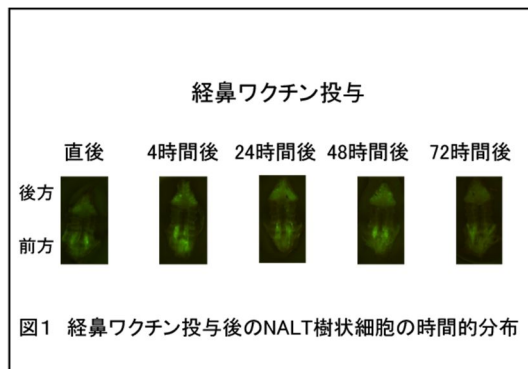 経鼻ワクチン投与
直後 4時間後 24時間後 48時間後 72時間後
後方
前方
図1 経鼻ワクチン投与後のNALT樹状細胞の時間的分布